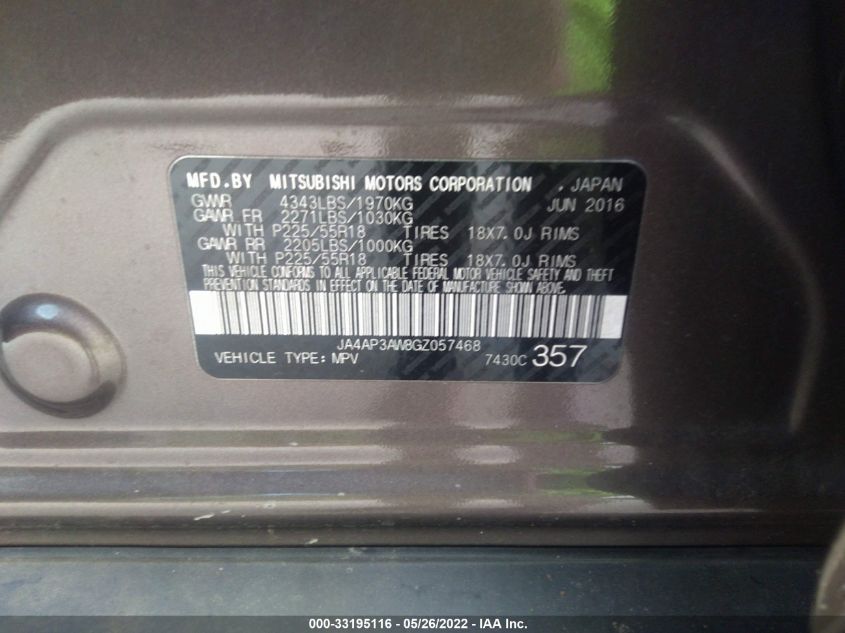 MFD.BY MITSUBISHI MOTORS CORPORATION . JAPAN
GVWR 4343LBS/1970KG JUN 2016
GAWR FR 2271LBS/1030KG
WITH P225/55R18 TIRES 18X7.0J RIMS
GAWR RR 2205LBS/1000KG
WITH P225/55R18 TIRES 18X7.0J RIMS
THIS VEHICLE CONFORMS TO ALL APPLICABLE FEDERAL MOTOR VEHICLE SAFETY AND THEFT
PREVENTION STANDARDS IN EFFECT ON THE DATE OF MANUFACTURE SHOWN ABOVE.
JA4AP3AW8GZ057468
VEHICLE TYPE: MPV 7430C 357
000-33195116 - 05/26/2022 - IAA Inc.